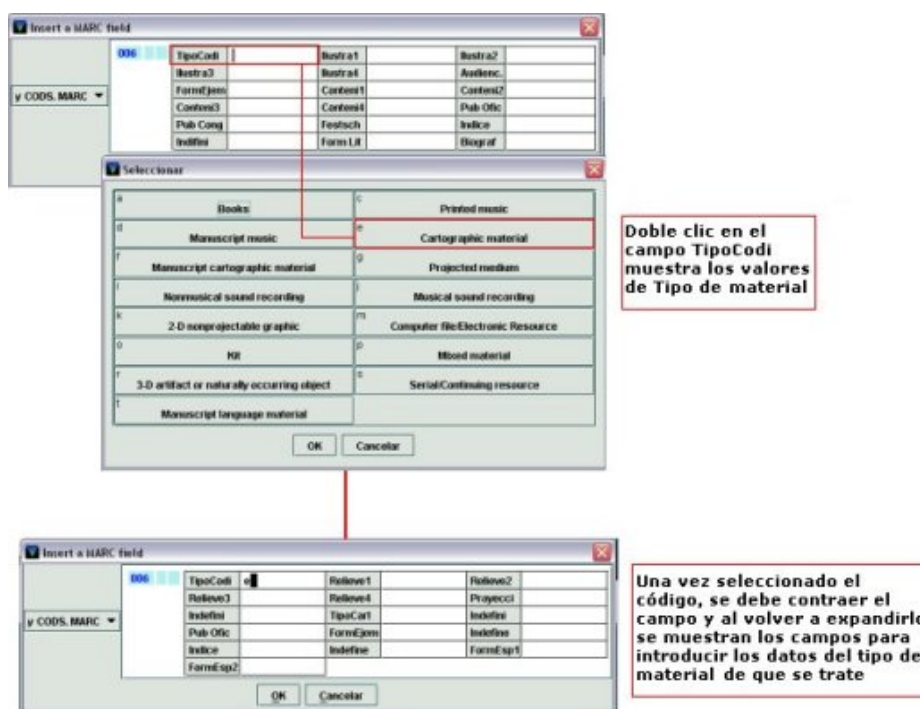 Insert a MARC field
006 TipoCodi Ilustra1 Ilustra2
Ilustra3 Ilustra4 Audienc.
y CODS. MARC FormEjem Conteni1 Conteni2
Conteni3 Conteni4 Pub Ofic
Pub Cong Festsch Indice
Indifini Form Lit Biograf
Seleccionar
a Books c Printed music
d Manuscript music e Cartographic material
f Manuscript cartographic material g Projected medium
i Nonmusical sound recording j Musical sound recording
k 2-D nonprojectable graphic m Computer file/Electronic Resource
o Kit p Mixed material
r 3-D artifact or naturally occurring object s Serial/Continuing resource
t Manuscript language material
OK Cancelar
Doble clic en el
campo TipoCodi
muestra los valores
de Tipo de material
Insert a MARC field
006 TipoCodi e Relieve1 Relieve2
Relieve3 Relieve4 Proyecci
y CODS. MARC Indefini TipoCart Indefini
Pub Ofic FormEjem Indefine
Indice Indefine FormEsp1
FormEsp2
OK Cancelar
Una vez seleccionado el
código, se debe contraer el
campo y al volver a expandirlo
se muestran los campos para
introducir los datos del tipo de
material de que se trate